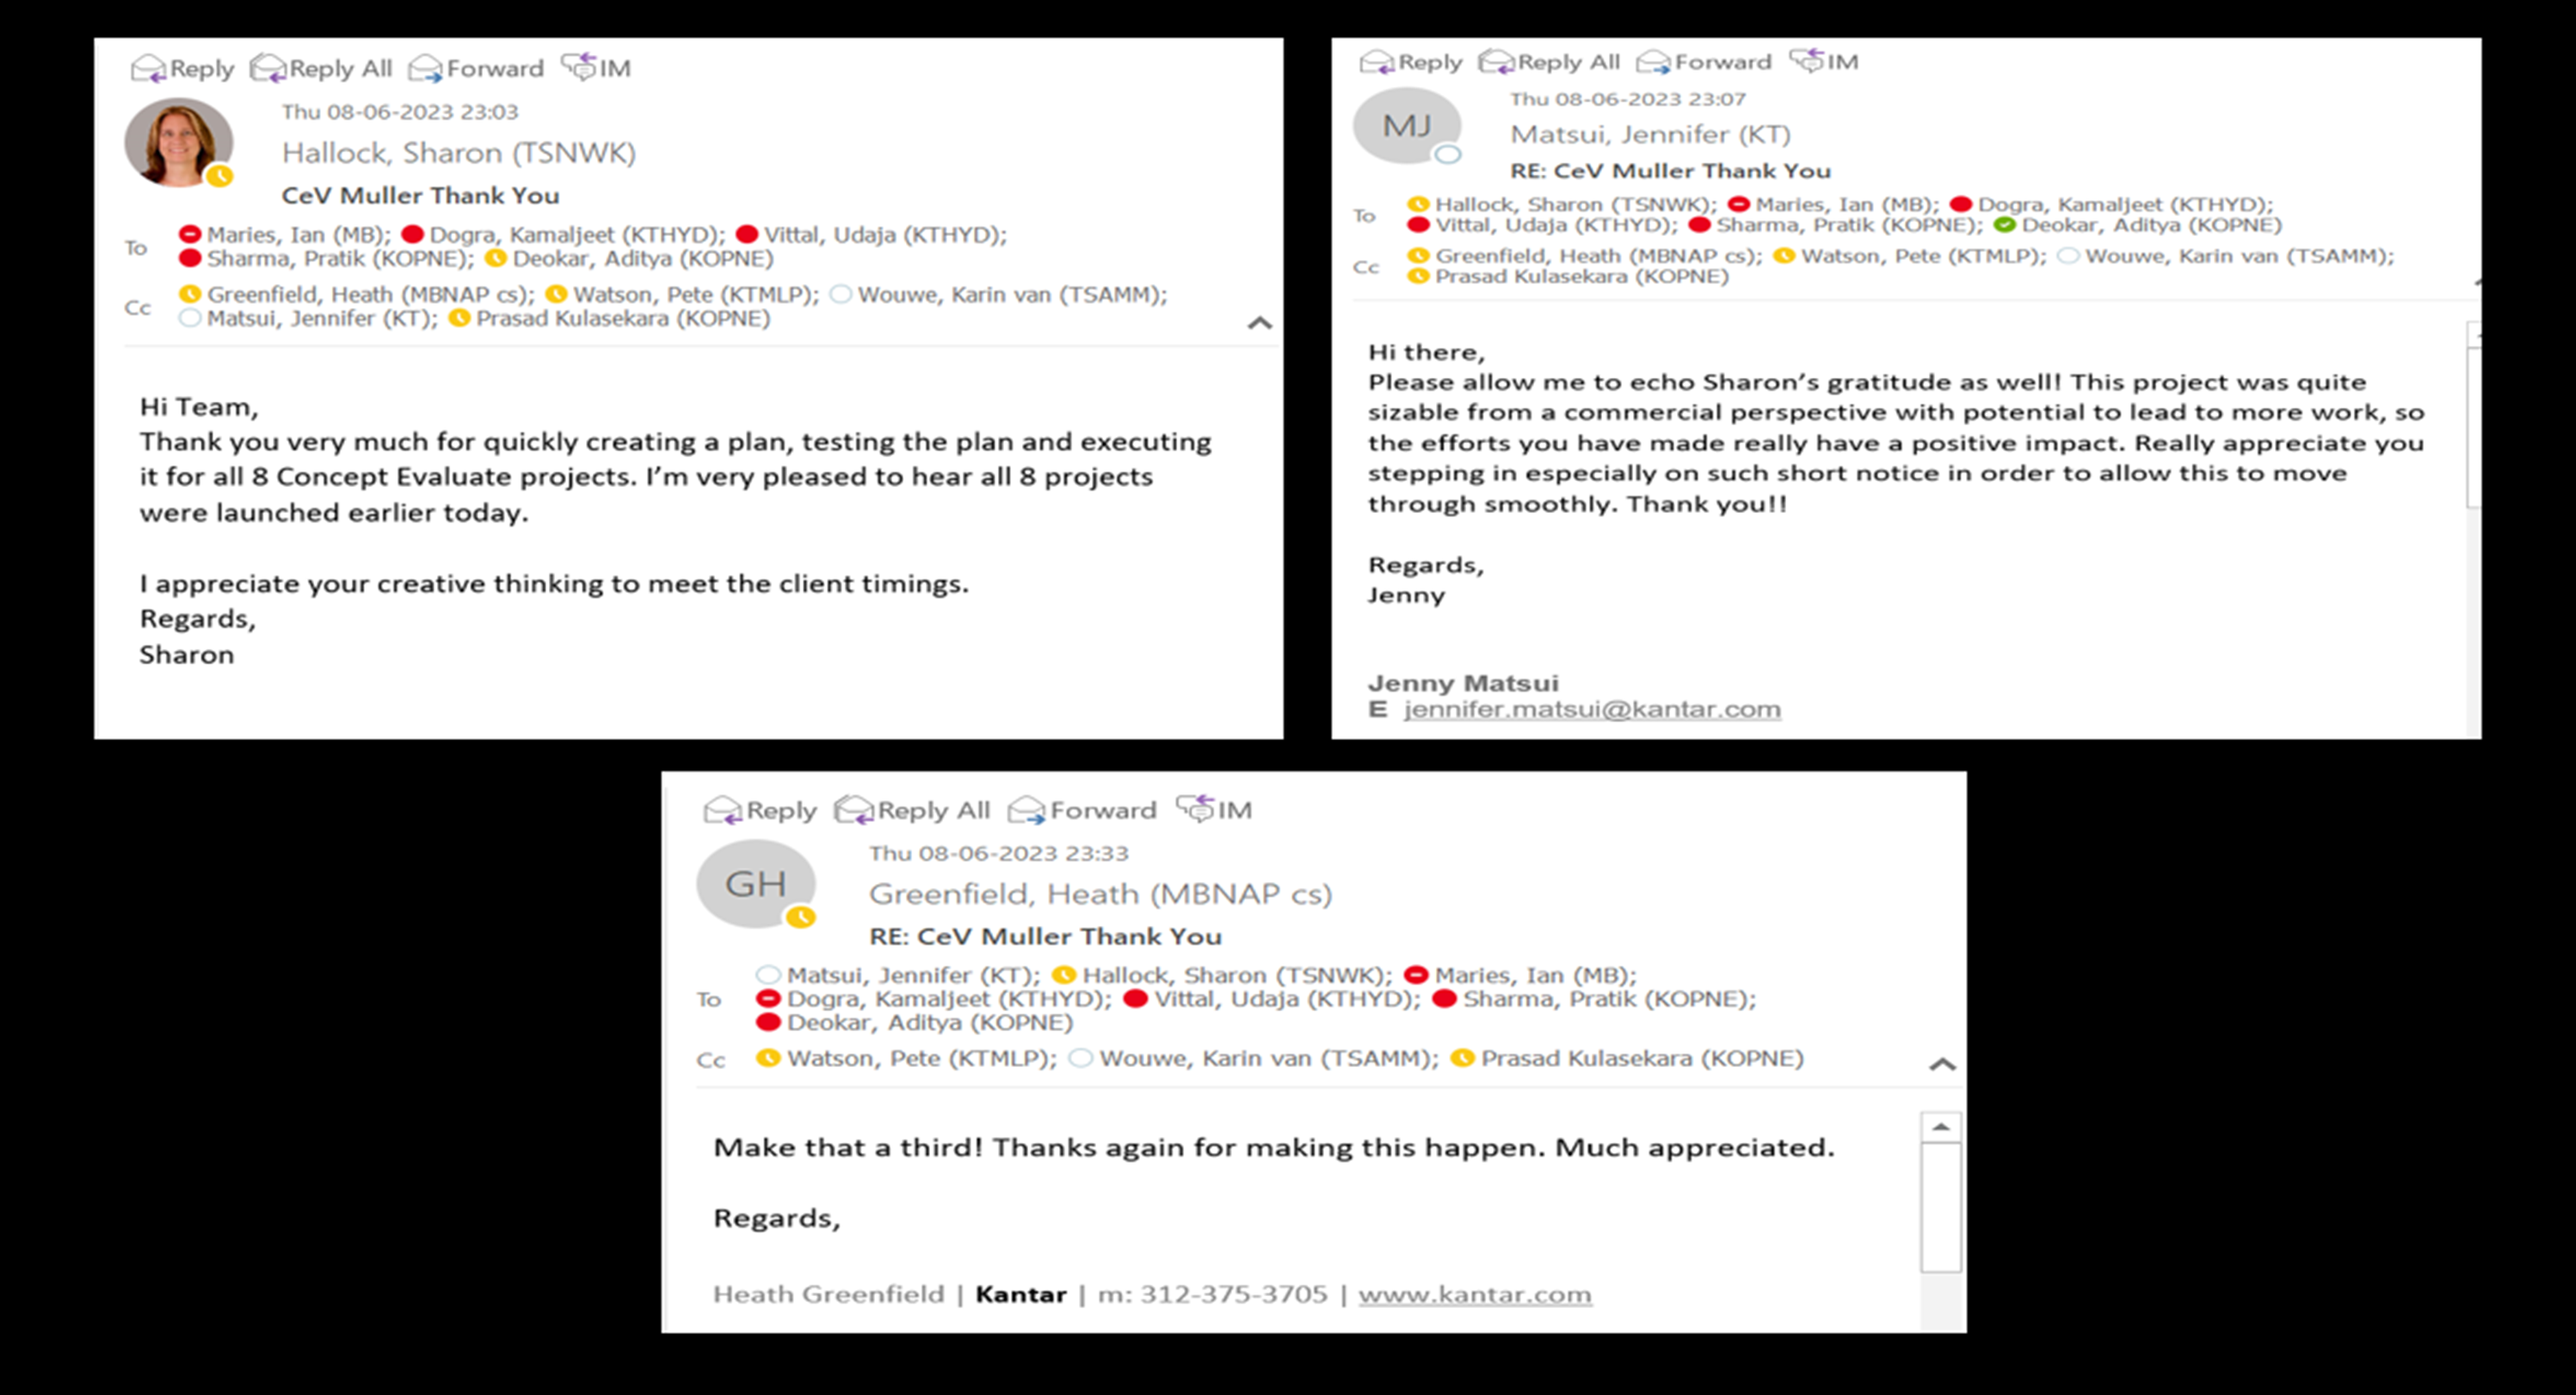 Reply Reply All Forward IM
Thu 08-06-2023 23:03
Hallock, Sharon (TSNWK)
CeV Muller Thank You
To Maries, Ian (MB); Dogra, Kamaljeet (KTHYD); Vittal, Udaja (KTHYD);
Sharma, Pratik (KOPNE); Deokar, Aditya (KOPNE)
Cc Greenfield, Heath (MBNAP cs); Watson, Pete (KTMLP); Wouwe, Karin van (TSAMM);
Matsui, Jennifer (KT); Prasad Kulasekara (KOPNE)
Hi Team,
Thank you very much for quickly creating a plan, testing the plan and executing
it for all 8 Concept Evaluate projects. I’m very pleased to hear all 8 projects
were launched earlier today.
I appreciate your creative thinking to meet the client timings.
Regards,
Sharon
Reply Reply All Forward IM
MJ
Thu 08-06-2023 23:07
Matsui, Jennifer (KT)
RE: CeV Muller Thank You
To Hallock, Sharon (TSNWK); Maries, Ian (MB); Dogra, Kamaljeet (KTHYD);
Vittal, Udaja (KTHYD); Sharma, Pratik (KOPNE); Deokar, Aditya (KOPNE)
Cc Greenfield, Heath (MBNAP cs); Watson, Pete (KTMLP); Wouwe, Karin van (TSAMM);
Prasad Kulasekara (KOPNE)
Hi there,
Please allow me to echo Sharon’s gratitude as well! This project was quite
sizable from a commercial perspective with potential to lead to more work, so
the efforts you have made really have a positive impact. Really appreciate you
stepping in especially on such short notice in order to allow this to move
through smoothly. Thank you!!
Regards,
Jenny
Jenny Matsui
E jennifer.matsui@kantar.com
Reply Reply All Forward IM
GH
Thu 08-06-2023 23:33
Greenfield, Heath (MBNAP cs)
RE: CeV Muller Thank You
Matsui, Jennifer (KT); Hallock, Sharon (TSNWK); Maries, Ian (MB);
To Dogra, Kamaljeet (KTHYD); Vittal, Udaja (KTHYD); Sharma, Pratik (KOPNE);
Deokar, Aditya (KOPNE)
Cc Watson, Pete (KTMLP); Wouwe, Karin van (TSAMM); Prasad Kulasekara (KOPNE)
Make that a third! Thanks again for making this happen. Much appreciated.
Regards,
Heath Greenfield | Kantar | m: 312-375-3705 | www.kantar.com